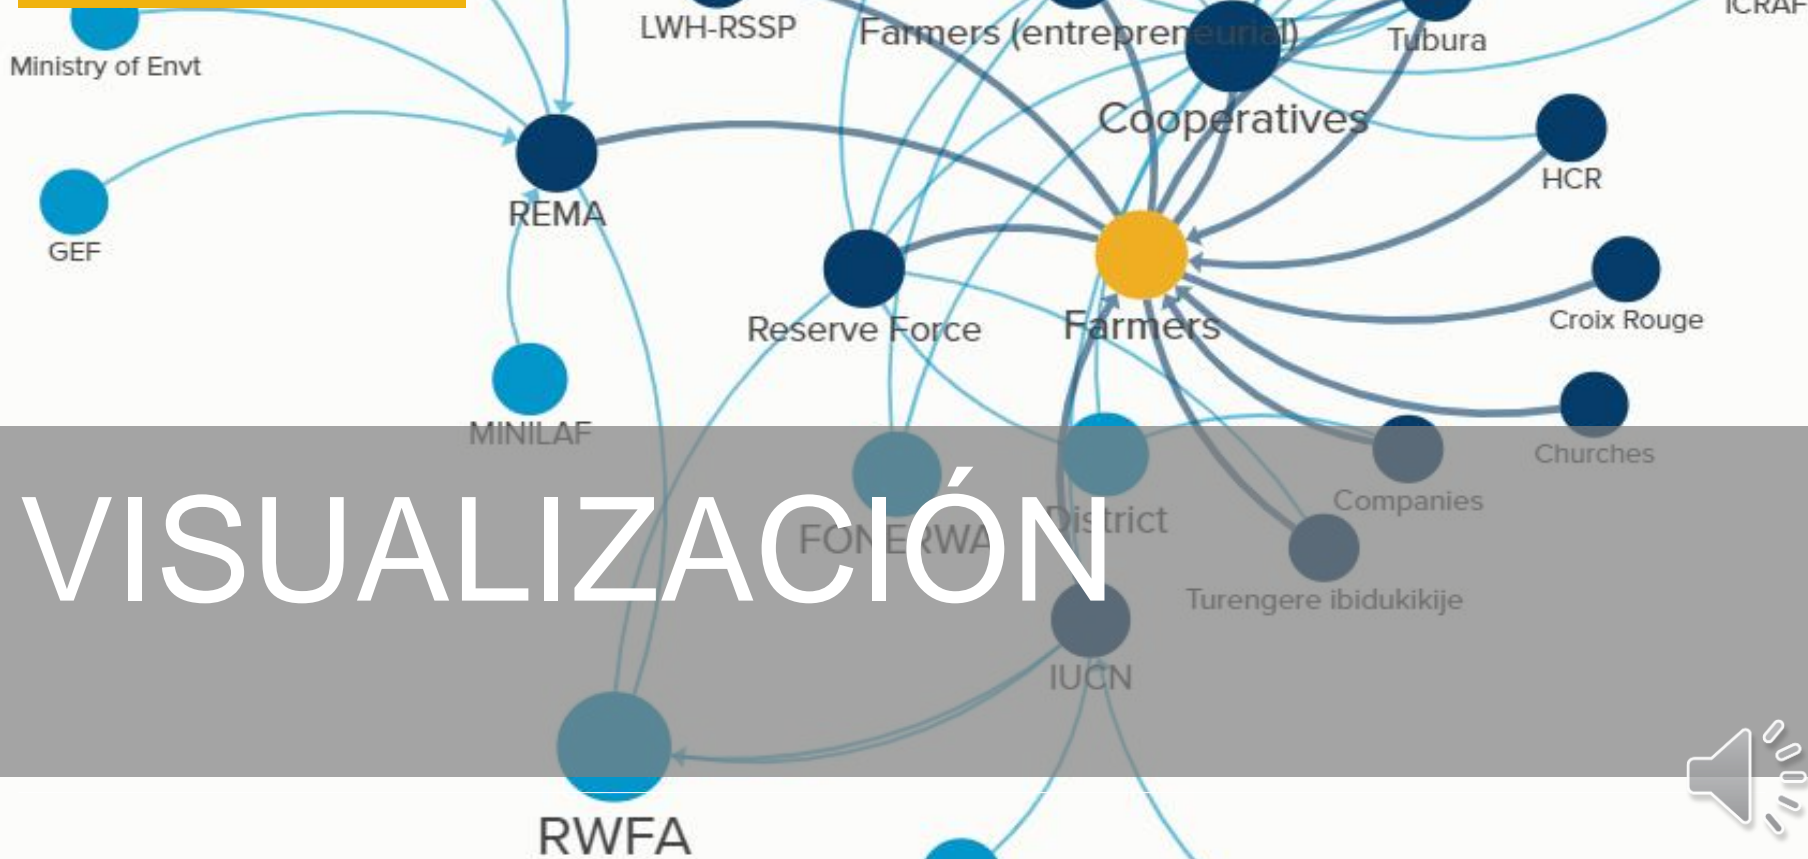 ICRAF
LWH-RSSP
Farmers (entrepreneurial)
Tubura
Ministry of Envt
Cooperatives
HCR
REMA
GEF
Croix Rouge
Reserve Force
Farmers
MINILAF
Churches
Companies
District
FONERWA
VISUALIZACIÓN
Turengere ibidukikije
IUCN
RWFA